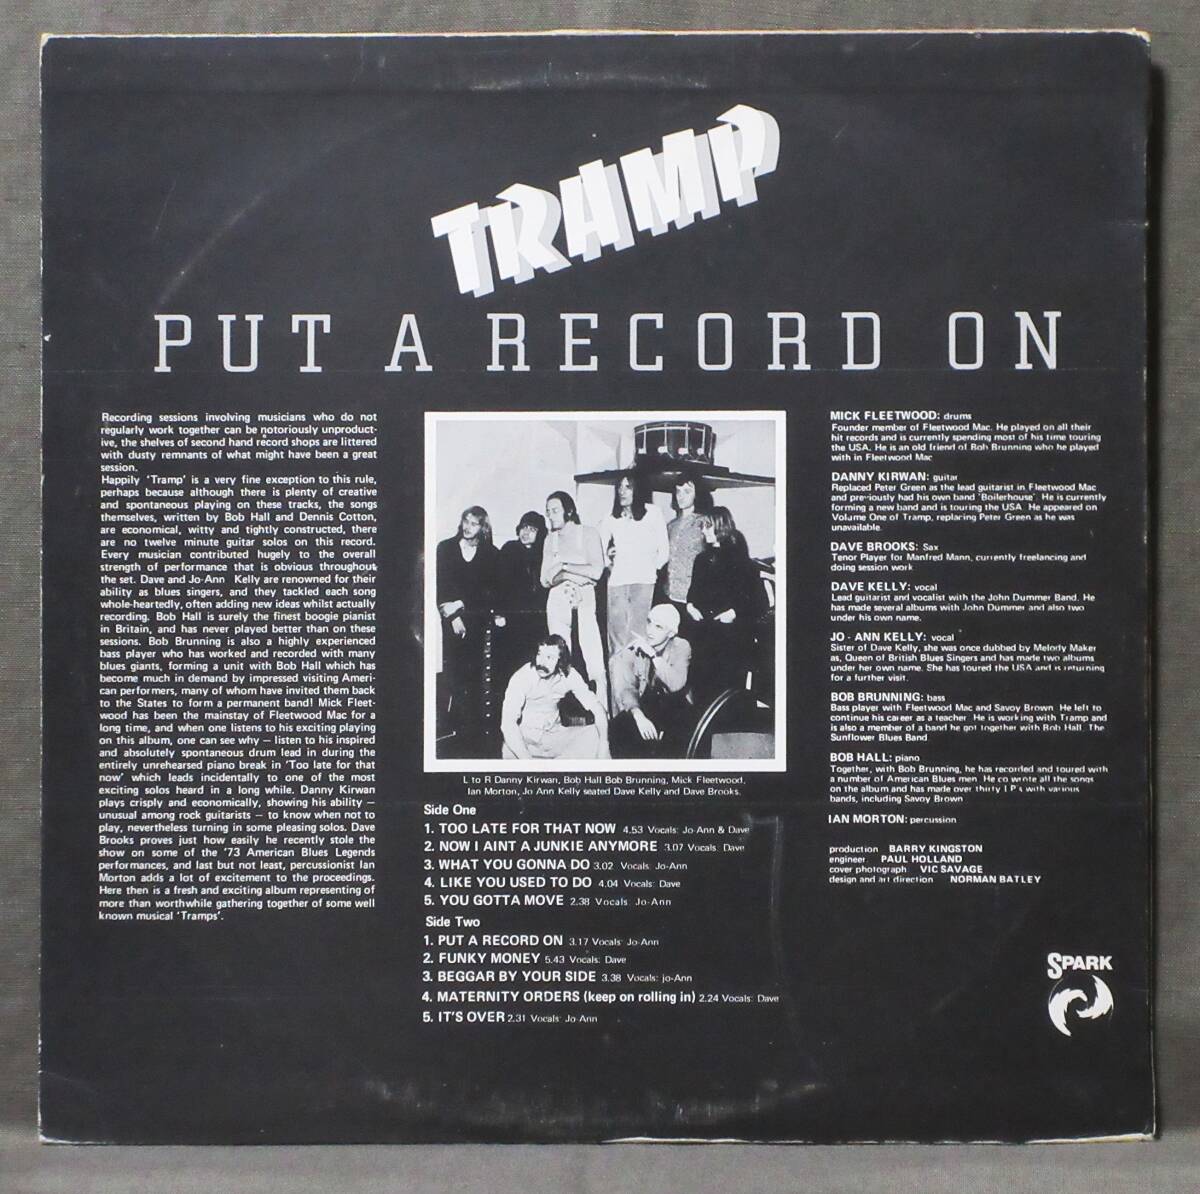 TRAMP
PUT A RECORD ON
Recording sessions involving musicians who do not
regularly work together can be notoriously unproduct-
ive, the shelves of second hand record shops are littered
with dusty remnants of what might have been a great
session.
Happily 'Tramp' is a very fine exception to this rule,
perhaps because although there is plenty of creative
and spontaneous playing on these tracks, the songs
themselves, written by Bob Hall and Dennis Cotton,
are economical, witty and tightly constructed, there
are no twelve minute guitar solos on this record.
Every musician contributed hugely to the overall
strength of performance that is obvious throughout
the set. Dave and Jo-Ann Kelly are renowned for their
ability as blues singers, and they tackled each song
whole-heartedly, often adding new ideas whilst actually
recording. Bob Hall is surely the finest boogie pianist
in Britain, and has never played better than on these
sessions. Bob Brunning is also a highly experienced
bass player who has worked and recorded with many
blues giants, forming a unit with Bob Hall which has
become much in demand by impressed visiting Ameri-
can performers, many of whom have invited them back
to the States to form a permanent band! Mick Fleet-
wood has been the mainstay of Fleetwood Mac for a
long time, and when one listens to his exciting playing
on this album, one can see why — listen to his inspired
and absolutely spontaneous drum lead in during the
entirely unrehearsed piano break in 'Too late for that
now' which leads incidentally to one of the most
exciting solos heard in a long while. Danny Kirwan
plays crisply and economically, showing his ability —
unusual among rock guitarists — to know when not to
play, nevertheless turning in some pleasing solos. Dave
Brooks proves just how easily he recently stole the
show on some of the '73 American Blues Legends
performances, and last but not least, percussionist Ian
Morton adds a lot of excitement to the proceedings.
Here then is a fresh and exciting album representing of
more than worthwhile gathering together of some well
known musical 'Tramps'.
L to R Danny Kirwan, Bob Hall Bob Brunning, Mick Fleetwood,
Ian Morton, Jo Ann Kelly seated Dave Kelly and Dave Brooks.
Side One
1. TOO LATE FOR THAT NOW 4.53 Vocals: Jo-Ann & Dave
2. NOW I AINT A JUNKIE ANYMORE 3.07 Vocals: Dave
3. WHAT YOU GONNA DO 3.02 Vocals: Jo-Ann
4. LIKE YOU USED TO DO 4.04 Vocals: Dave
5. YOU GOTTA MOVE 2.38 Vocals: Jo-Ann
Side Two
1. PUT A RECORD ON 3.17 Vocals: Jo-Ann
2. FUNKY MONEY 5.43 Vocals: Dave
3. BEGGAR BY YOUR SIDE 3.38 Vocals: jo-Ann
4. MATERNITY ORDERS (keep on rolling in) 2.24 Vocals: Dave
5. IT'S OVER 2.31 Vocals: Jo-Ann
MICK FLEETWOOD: drums
Founder member of Fleetwood Mac. He played on all their
hit records and is currently spending most of his time touring
the USA. He is an old friend of Bob Brunning who he played
with in Fleetwood Mac
DANNY KIRWAN: guitar
Replaced Peter Green as the lead guitarist in Fleetwood Mac
and previously had his own band 'Boilerhouse'. He is currently
forming a new band and is touring the USA. He appeared on
Volume One of Tramp, replacing Peter Green as he was
unavailable.
DAVE BROOKS: Sax
Tenor Player for Manfred Mann, currently freelancing and
doing session work
DAVE KELLY: vocal
Lead guitarist and vocalist with the John Dummer Band. He
has made several albums with John Dummer and also two
under his own name.
JO - ANN KELLY: vocal
Sister of Dave Kelly, she was once dubbed by Melody Maker
as, Queen of British Blues Singers and has made two albums
under her own name. She has toured the USA and is returning
for a further visit.
BOB BRUNNING: bass
Bass player with Fleetwood Mac and Savoy Brown. He left to
continue his career as a teacher. He is working with Tramp and
is also a member of a band he got together with Bob Hall. The
Sunflower Blues Band.
BOB HALL: piano
Together, with Bob Brunning, he has recorded and toured with
a number of American Blues men. He co wrote all the songs
on the album and has made over thirty LP's with various
bands, including Savoy Brown
IAN MORTON: percussion
production BARRY KINGSTON
engineer PAUL HOLLAND
cover photograph VIC SAVAGE
design and art direction NORMAN BATLEY
SPARK